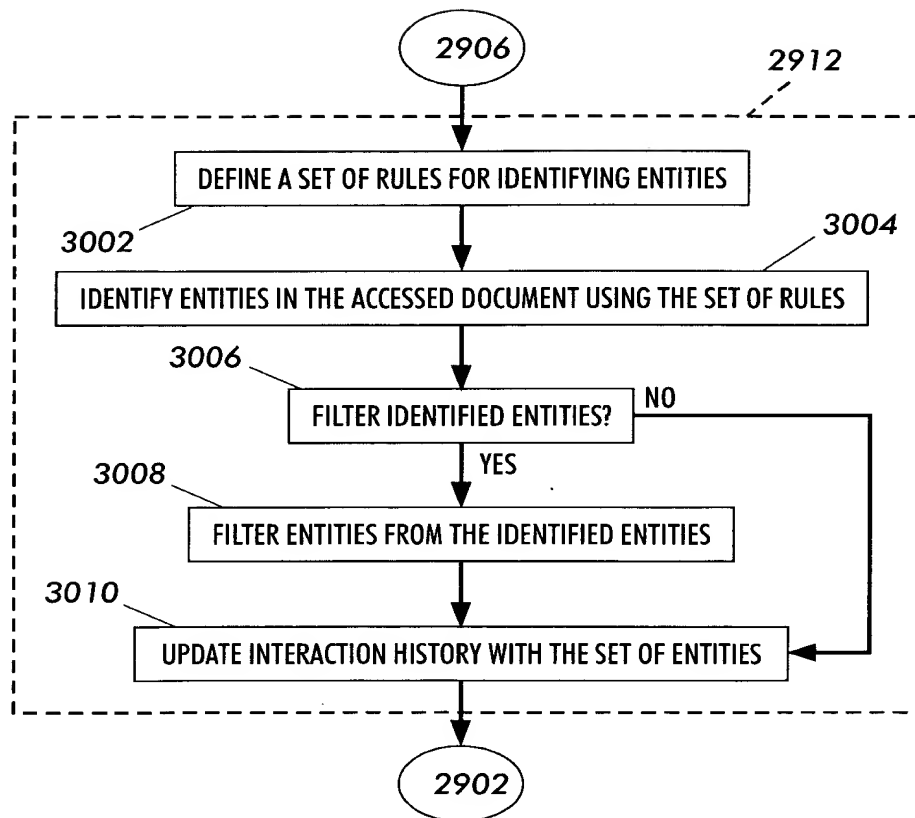 2906
2912
DEFINE A SET OF RULES FOR IDENTIFYING ENTITIES
3002
3004
IDENTIFY ENTITIES IN THE ACCESSED DOCUMENT USING THE SET OF RULES
3006
FILTER IDENTIFIED ENTITIES?
NO
YES
3008
FILTER ENTITIES FROM THE IDENTIFIED ENTITIES
3010
UPDATE INTERACTION HISTORY WITH THE SET OF ENTITIES
2902